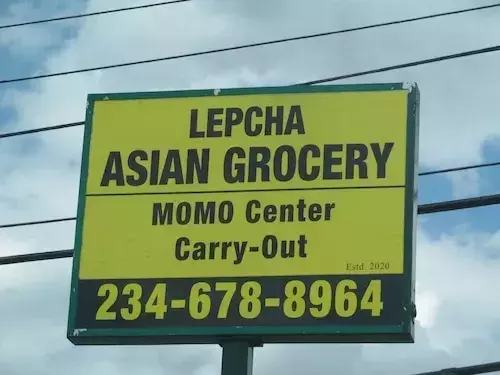 LEPCHA
ASIAN GROCERY
MOMO Center
Carry-Out
Estd. 2020
234-678-8964